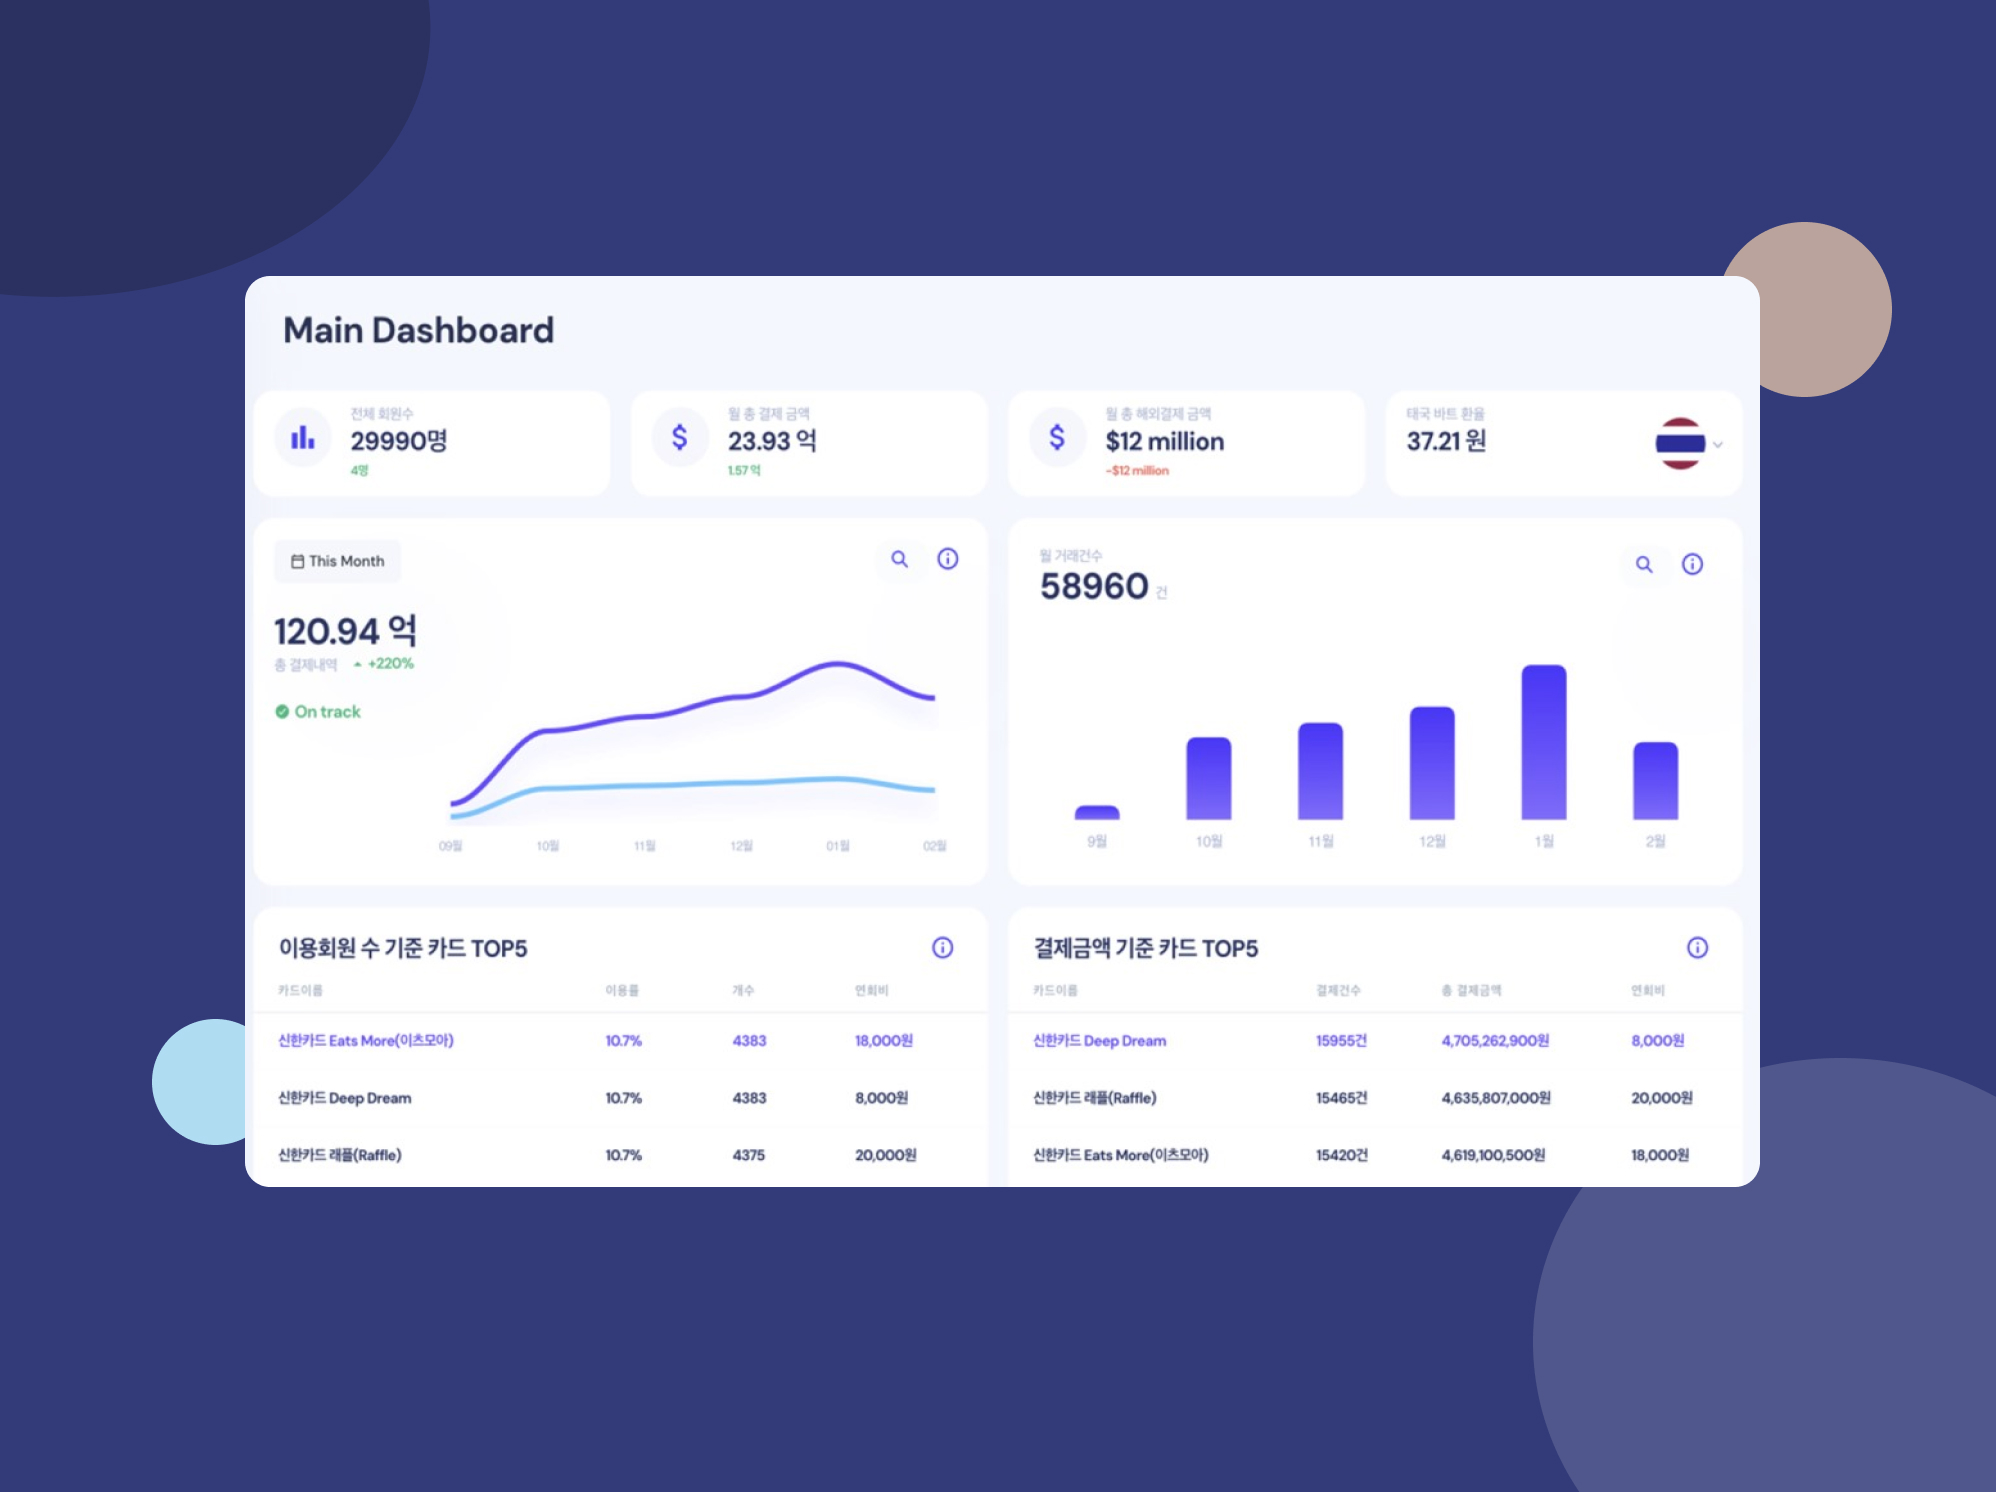 Main Dashboard
전체 회원수
29990명
4명
월 총 결제 금액
23.93 억
1.57 억
월 총 해외결제 금액
$12 million
-$12 million
태국 바트 환율
37.21 원
This Month
120.94 억
총 결제내역 +220%
On track
09월 10월 11월 12월 01월 02월
월 거래건수
58960 건
9월 10월 11월 12월 1월 2월
이용회원 수 기준 카드 TOP5
카드이름 이용률 개수 연회비
신한카드 Eats More(이츠모아) 10.7% 4383 18,000원
신한카드 Deep Dream 10.7% 4383 8,000원
신한카드 래플(Raffle) 10.7% 4375 20,000원
결제금액 기준 카드 TOP5
카드이름 결제건수 총 결제금액 연회비
신한카드 Deep Dream 15955건 4,705,262,900원 8,000원
신한카드 래플(Raffle) 15465건 4,635,807,000원 20,000원
신한카드 Eats More(이츠모아) 15420건 4,619,100,500원 18,000원